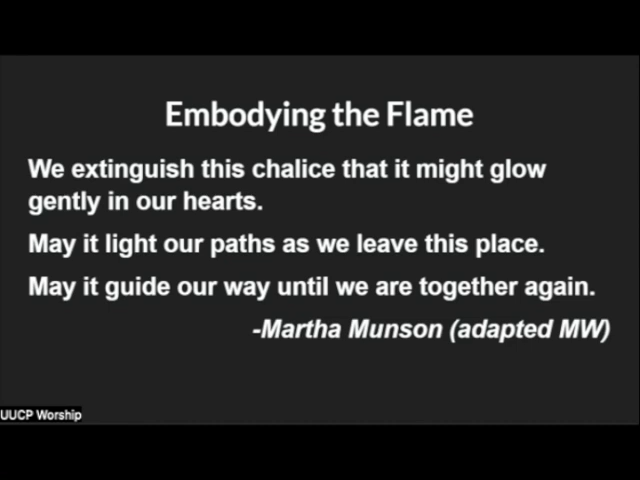 Embodying the Flame
We extinguish this chalice that it might glow
gently in our hearts.
May it light our paths as we leave this place.
May it guide our way until we are together again.
-Martha Munson (adapted MW)
UUCP Worship